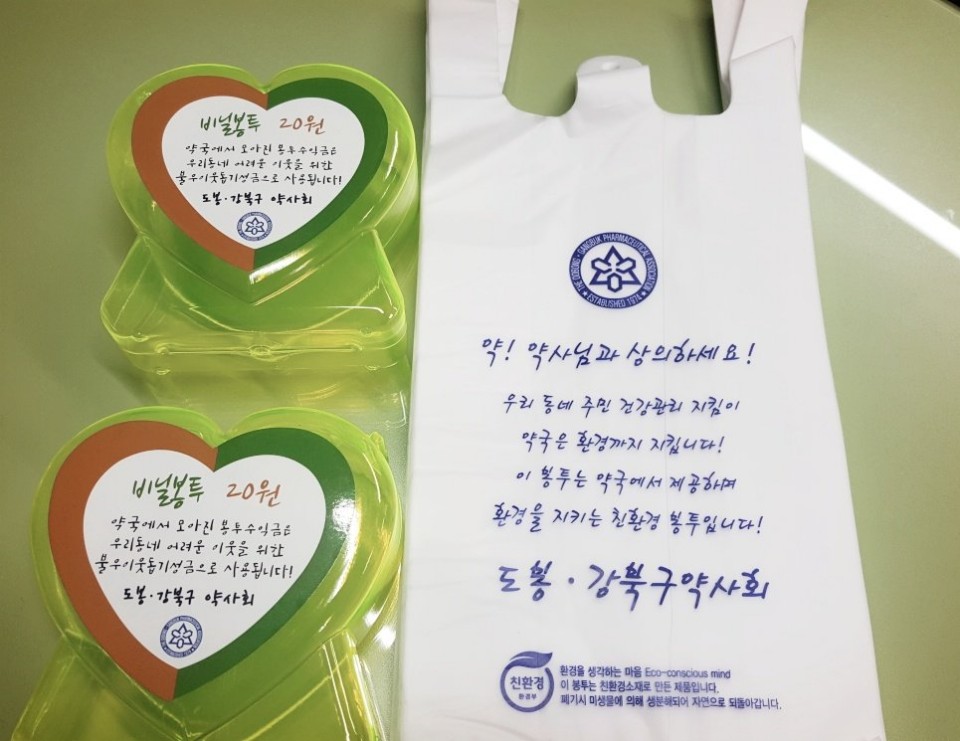 비닐봉투 20원
약국에서 모아진 봉투수익금은
우리동네 어려운 이웃을 위한
불우이웃돕기성금으로 사용됩니다!
도봉·강북구 약사회
비닐봉투 20원
약국에서 모아진 봉투수익금은
우리동네 어려운 이웃을 위한
불우이웃돕기성금으로 사용됩니다!
도봉·강북구 약사회
THE DOBONG · GANGBUK PHARMACEUTICAL ASSOCIATION
ESTABLISHED 1974
약! 약사님과 상의하세요!
우리 동네 주민 건강관리 지킴이
약국은 환경까지 지킵니다!
이 봉투는 약국에서 제공하며
환경을 지키는 친환경 봉투입니다!
도봉·강북구약사회
친환경
환경부
환경을 생각하는 마음 Eco-conscious mind
이 봉투는 친환경소재로 만든 제품입니다.
폐기시 미생물에 의해 생분해되어 자연으로 되돌아갑니다.